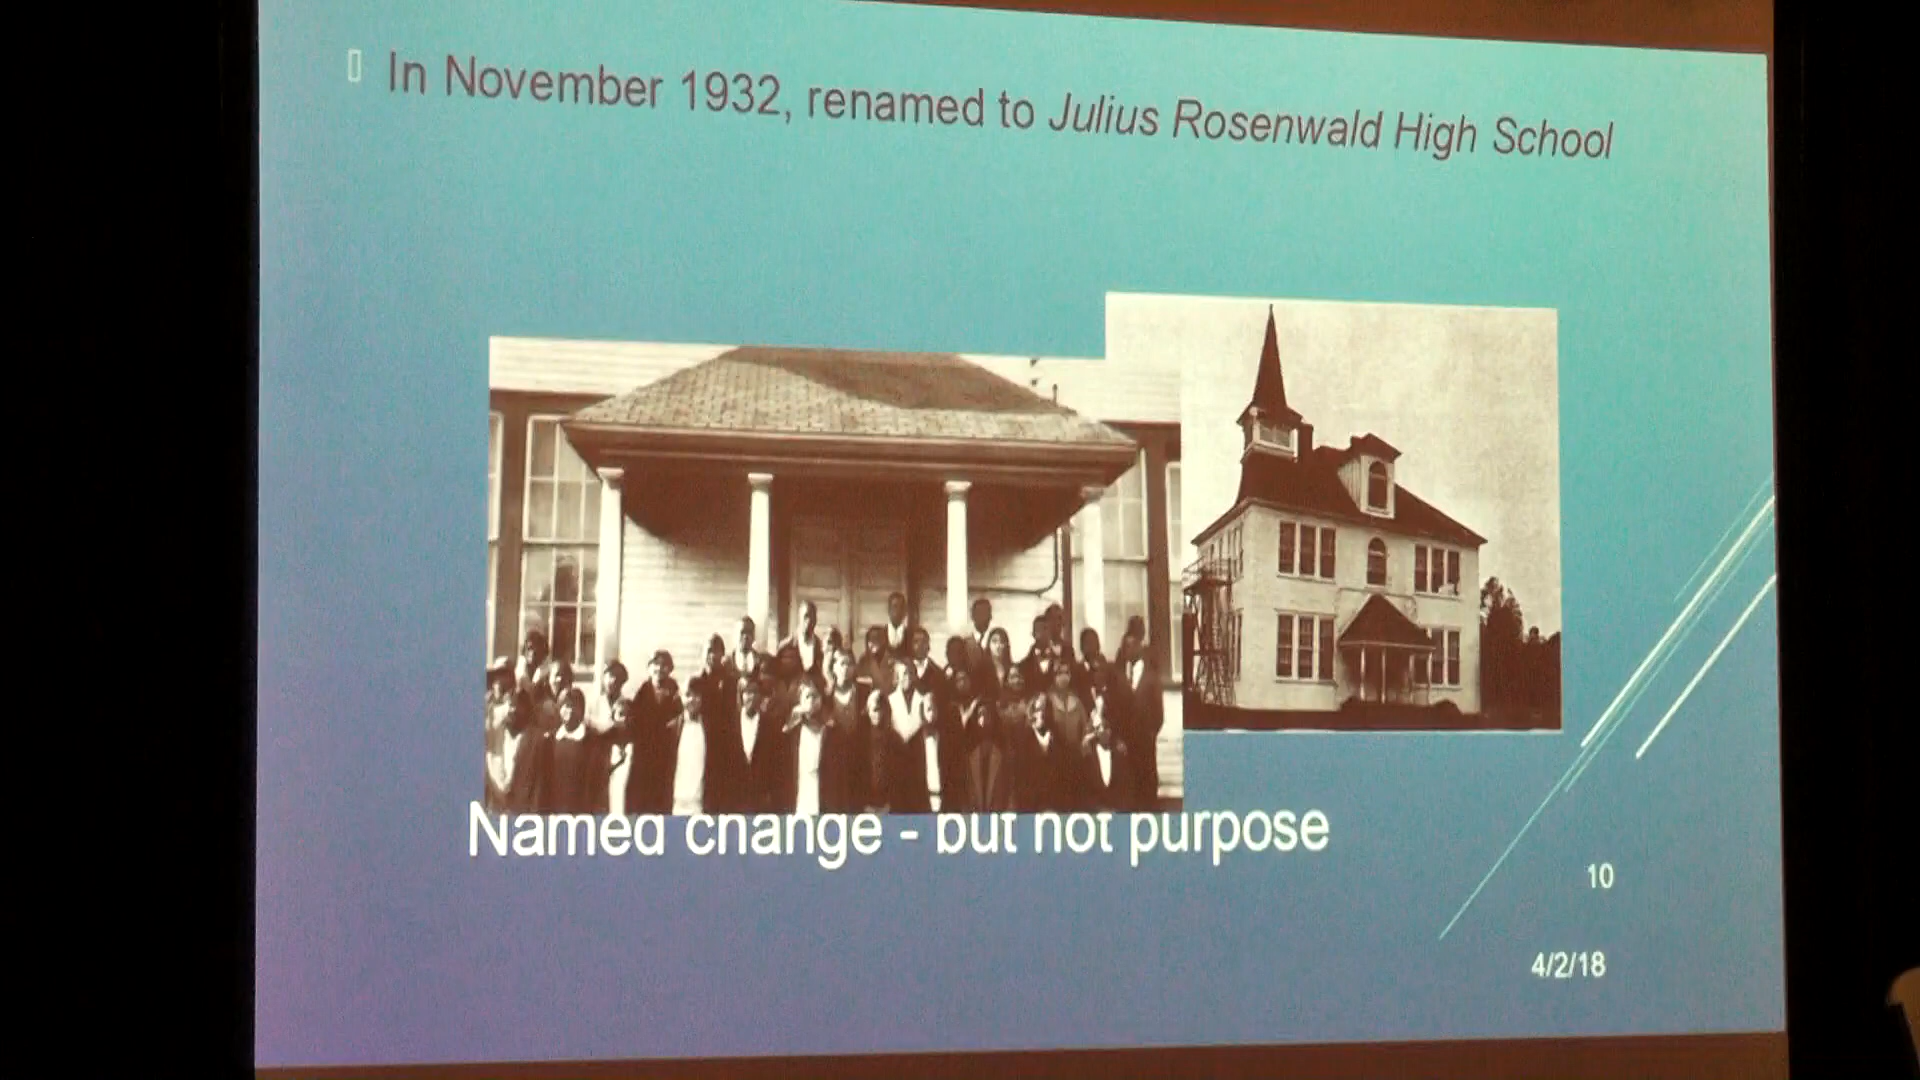 In November 1932, renamed to Julius Rosenwald High School
Named change - but not purpose
10
4/2/18